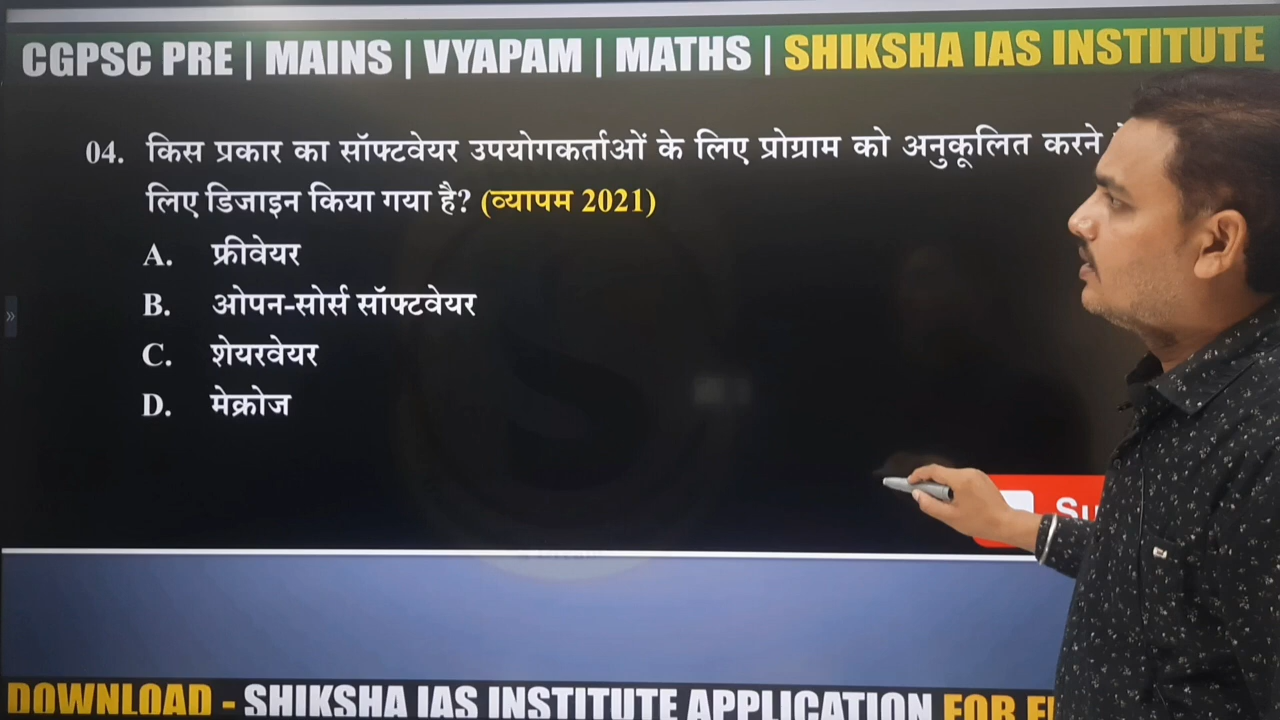 CGPSC PRE | MAINS | VYAPAM | MATHS | SHIKSHA IAS INSTITUTE
04. किस प्रकार का सॉफ्टवेयर उपयोगकर्ताओं के लिए प्रोग्राम को अनुकूलित करने
लिए डिजाइन किया गया है? (व्यापम 2021)
A. फ्रीवेयर
B. ओपन-सोर्स सॉफ्टवेयर
C. शेयरवेयर
D. मेक्रोज
DOWNLOAD - SHIKSHA IAS INSTITUTE APPLICATION FOR